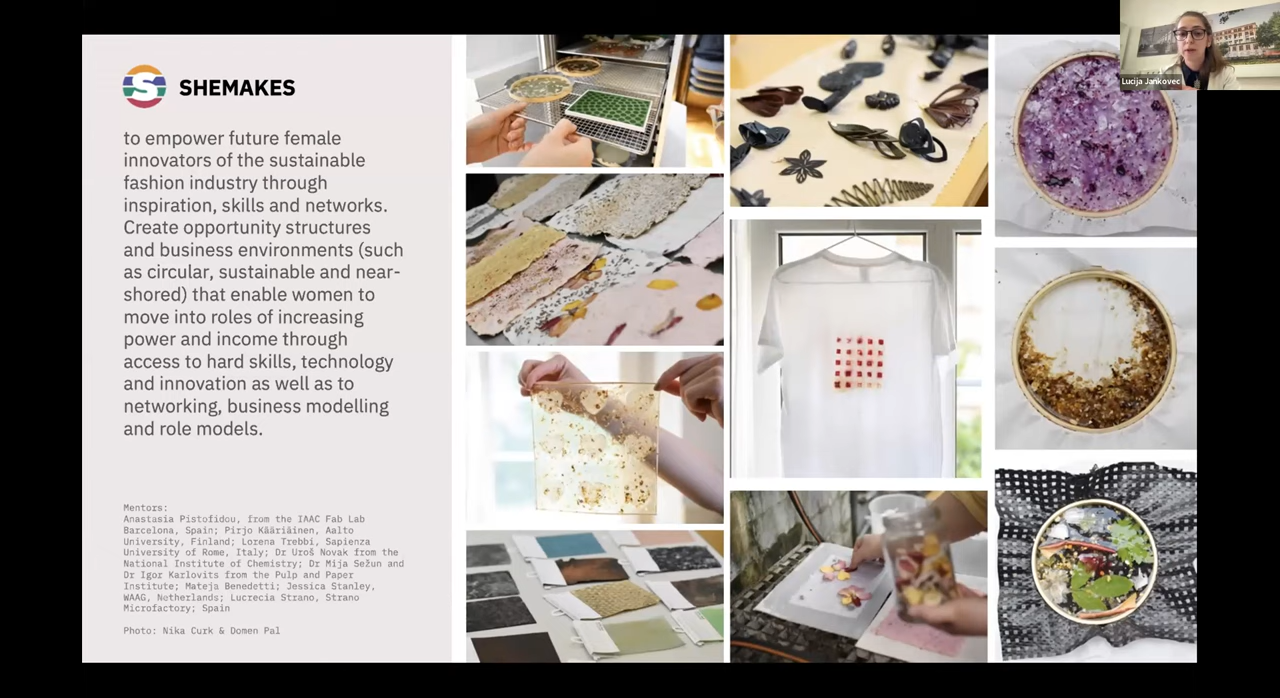 SHEMAKES
to empower future female
innovators of the sustainable
fashion industry through
inspiration, skills and networks.
Create opportunity structures
and business environments (such
as circular, sustainable and near-
shored) that enable women to
move into roles of increasing
power and income through
access to hard skills, technology
and innovation as well as to
networking, business modelling
and role models.
Mentors:
Anastasia Pistofidou, from the IAAC Fab Lab
Barcelona, Spain; Pirjo Kääriäinen, Aalto
University, Finland; Lorena Trebbi, Sapienza
University of Rome, Italy; Dr Uroš Novak from the
National Institute of Chemistry; Dr Mija Sežun and
Dr Igor Karlovits from the Pulp and Paper
Institute; Mateja Benedetti; Jessica Stanley,
WAAG, Netherlands; Lucrecia Strano, Strano
Microfactory; Spain
Photo: Nika Curk & Domen Pal
Lucija Jankovec